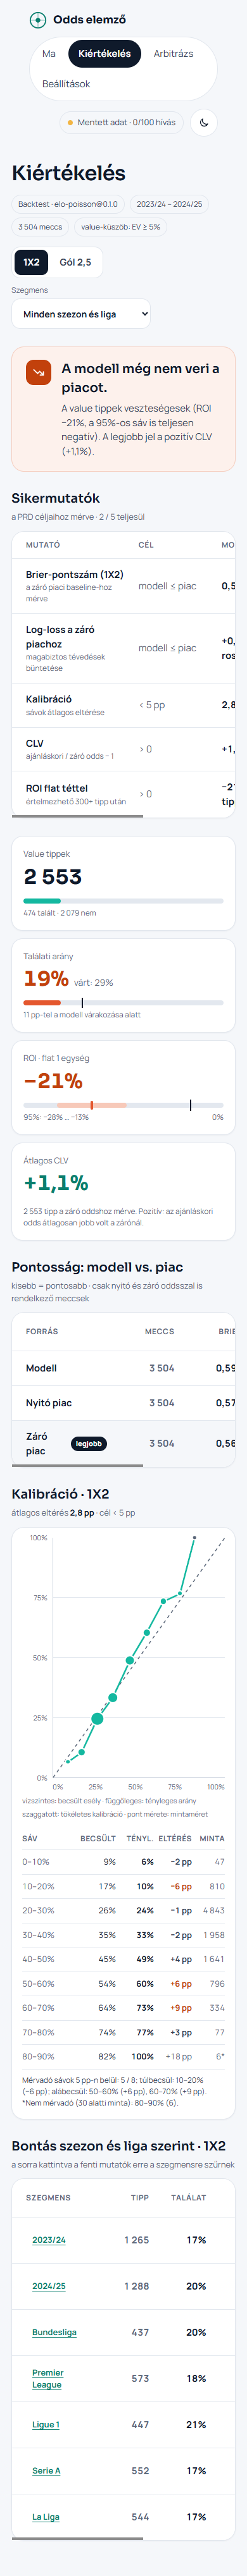 Odds elemző
Ma Kiértékelés Arbitrázs
Beállítások
Mentett adat · 0/100 hívás
Kiértékelés
Backtest · elo-poisson@0.1.0 2023/24 – 2024/25
3 504 meccs value-küszöb: EV ≥ 5%
1X2 Gól 2,5
Szegmens
Minden szezon és liga
A modell még nem veri a
piacot.
A value tippek veszteségesek (ROI
−21%, a 95%-os sáv is teljesen
negatív). A legjobb jel a pozitív CLV
(+1,1%).
Sikermutatók
a PRD céljaihoz mérve · 2 / 5 teljesül
MUTATÓ CÉL MO
Brier-pontszám (1X2) modell ≤ piac 0,5
a záró piaci baseline-hoz
mérve
Log-loss a záró
piachoz modell ≤ piac +0,
magabiztos tévedések ros
büntetése
Kalibráció < 5 pp 2,8
sávok átlagos eltérése
CLV > 0 +1,
ajánláskori / záró odds − 1
ROI flat téttel > 0 −2
értelmezhető 300+ tipp után tip
Value tippek
2 553
474 talált · 2 079 nem
Találati arány
19% várt: 29%
11 pp-tel a modell várakozása alatt
ROI · flat 1 egység
−21%
95%: −28% … −13% 0%
Átlagos CLV
+1,1%
2 553 tipp a záró oddshoz mérve. Pozitív: az ajánláskori
odds átlagosan jobb volt a zárónál.
Pontosság: modell vs. piac
kisebb = pontosabb · csak nyitó és záró oddsszal is
rendelkező meccsek
FORRÁS MECCS BRIE
Modell 3 504 0,59
Nyitó piac 3 504 0,57
Záró
piac legjobb 3 504 0,56
Kalibráció · 1X2
átlagos eltérés 2,8 pp · cél < 5 pp
100%
75%
50%
25%
0%
0% 25% 50% 75% 100%
vízszintes: becsült esély · függőleges: tényleges arány
szaggatott: tökéletes kalibráció · pont mérete: mintaméret
SÁV BECSÜLT TÉNYL. ELTÉRÉS MINTA
0–10% 9% 6% −2 pp 47
10–20% 17% 10% −6 pp 810
20–30% 26% 24% −1 pp 4 843
30–40% 35% 33% −2 pp 1 958
40–50% 45% 49% +4 pp 1 641
50–60% 54% 60% +6 pp 796
60–70% 64% 73% +9 pp 334
70–80% 74% 77% +3 pp 77
80–90% 82% 100% +18 pp 6*
Mérvadó sávok 5 pp-n belül: 5 / 8; túlbecsül: 10–20%
(−6 pp); alábecsül: 50–60% (+6 pp), 60–70% (+9 pp).
*Nem mérvadó (30 alatti minta): 80–90% (6).
Bontás szezon és liga szerint · 1X2
a sorra kattintva a fenti mutatók erre a szegmensre szűrnek
SZEGMENS TIPP TALÁLAT
2023/24 1 265 17%
2024/25 1 288 20%
Bundesliga 437 20%
Premier
League 573 18%
Ligue 1 447 21%
Serie A 552 17%
La Liga 544 17%